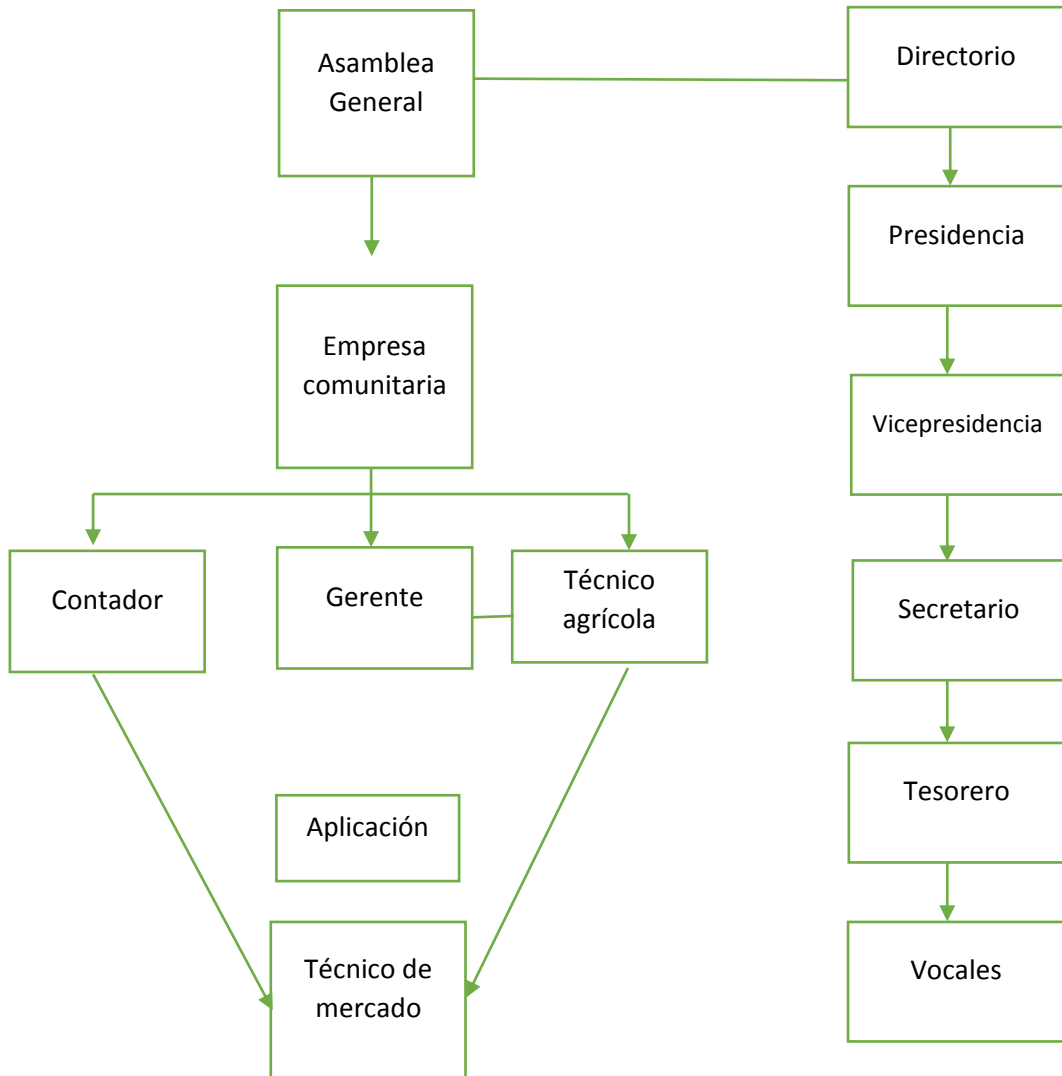 Asamblea
General
Directorio
Presidencia
Empresa
comunitaria
Vicepresidencia
Contador
Gerente
Técnico
agrícola
Secretario
Aplicación
Tesorero
Técnico de
mercado
Vocales